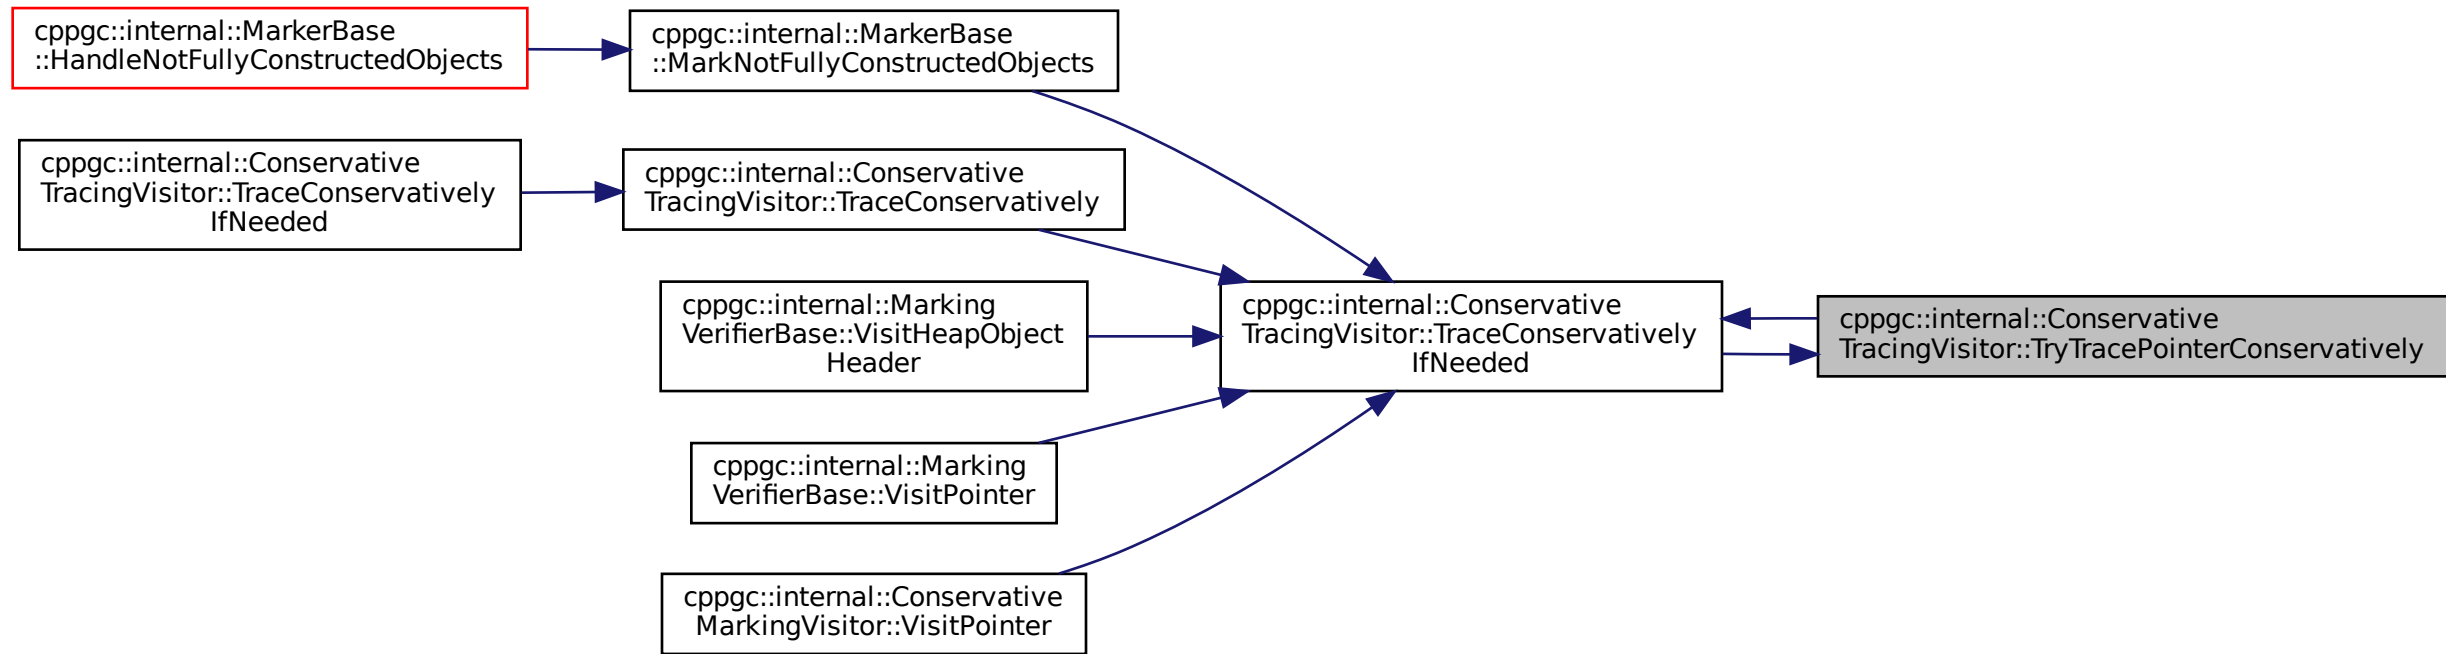 cppgc::internal::MarkerBase
::HandleNotFullyConstructedObjects
cppgc::internal::MarkerBase
::MarkNotFullyConstructedObjects
cppgc::internal::Conservative
TracingVisitor::TraceConservatively
IfNeeded
cppgc::internal::Conservative
TracingVisitor::TraceConservatively
cppgc::internal::Marking
VerifierBase::VisitHeapObject
Header
cppgc::internal::Conservative
TracingVisitor::TraceConservatively
IfNeeded
cppgc::internal::Conservative
TracingVisitor::TryTracePointerConservatively
cppgc::internal::Marking
VerifierBase::VisitPointer
cppgc::internal::Conservative
MarkingVisitor::VisitPointer